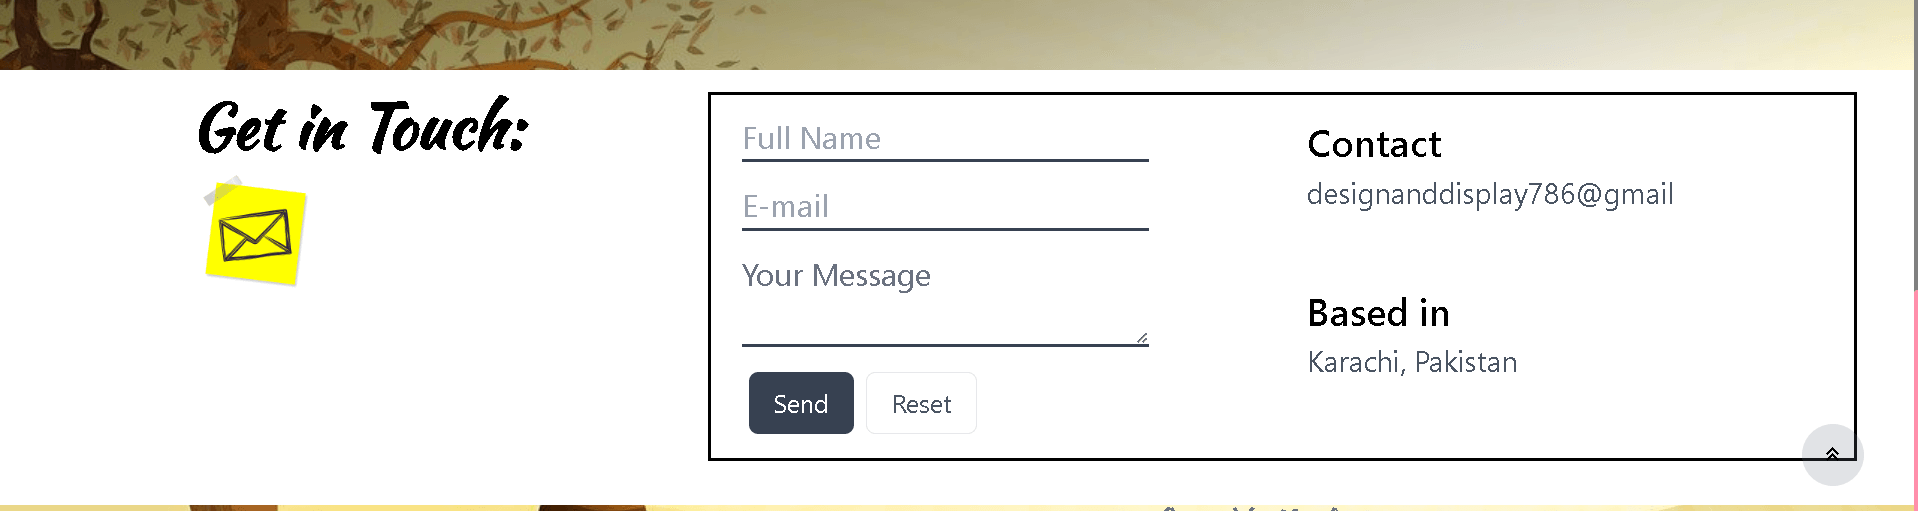 Get in Touch:
Full Name
E-mail
Your Message
Send
Reset
Contact
designanddisplay786@gmail
Based in
Karachi, Pakistan